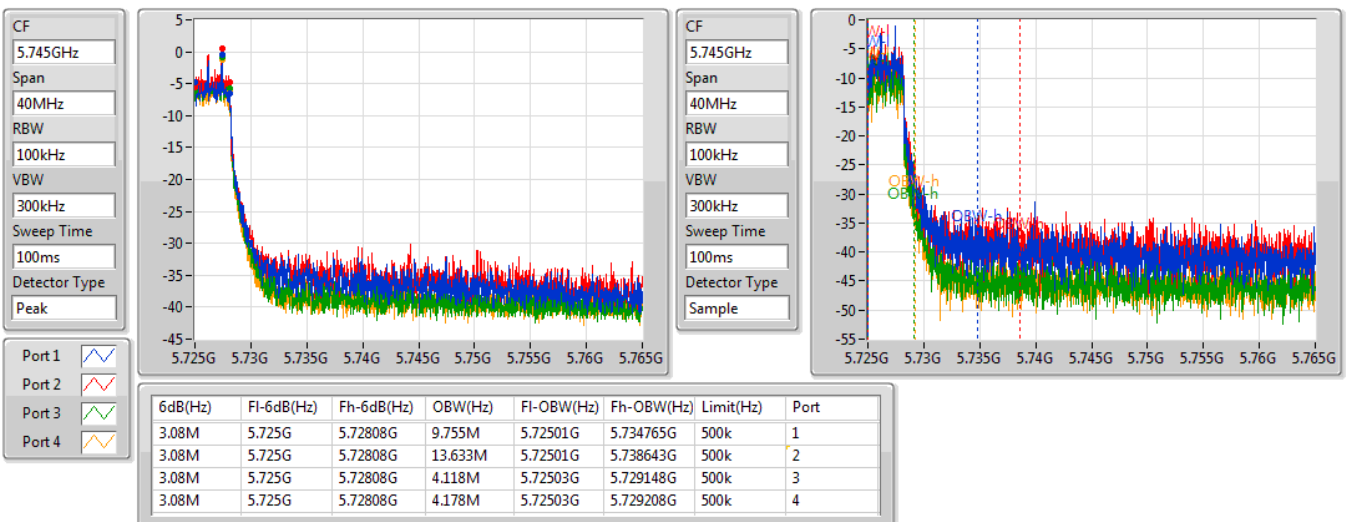 CF
5.745GHz
Span
40MHz
RBW
100kHz
VBW
300kHz
Sweep Time
100ms
Detector Type
Peak
5
0
-5
-10
-15
-20
-25
-30
-35
-40
-45
5.725G 5.73G 5.735G 5.74G 5.745G 5.75G 5.755G 5.76G 5.765G
CF
5.745GHz
Span
40MHz
RBW
100kHz
VBW
300kHz
Sweep Time
100ms
Detector Type
Sample
0
-5
-10
-15
-20
-25
-30
-35
-40
-45
-50
-55
OBW-h
OBW-h
OBW-h
5.725G 5.73G 5.735G 5.74G 5.745G 5.75G 5.755G 5.76G 5.765G
Port 1
Port 2
Port 3
Port 4
6dB(Hz) Fl-6dB(Hz) Fh-6dB(Hz) OBW(Hz) Fl-OBW(Hz) Fh-OBW(Hz) Limit(Hz) Port
3.08M 5.725G 5.72808G 9.755M 5.72501G 5.734765G 500k 1
3.08M 5.725G 5.72808G 13.633M 5.72501G 5.738643G 500k 2
3.08M 5.725G 5.72808G 4.118M 5.72503G 5.729148G 500k 3
3.08M 5.725G 5.72808G 4.178M 5.72503G 5.729208G 500k 4